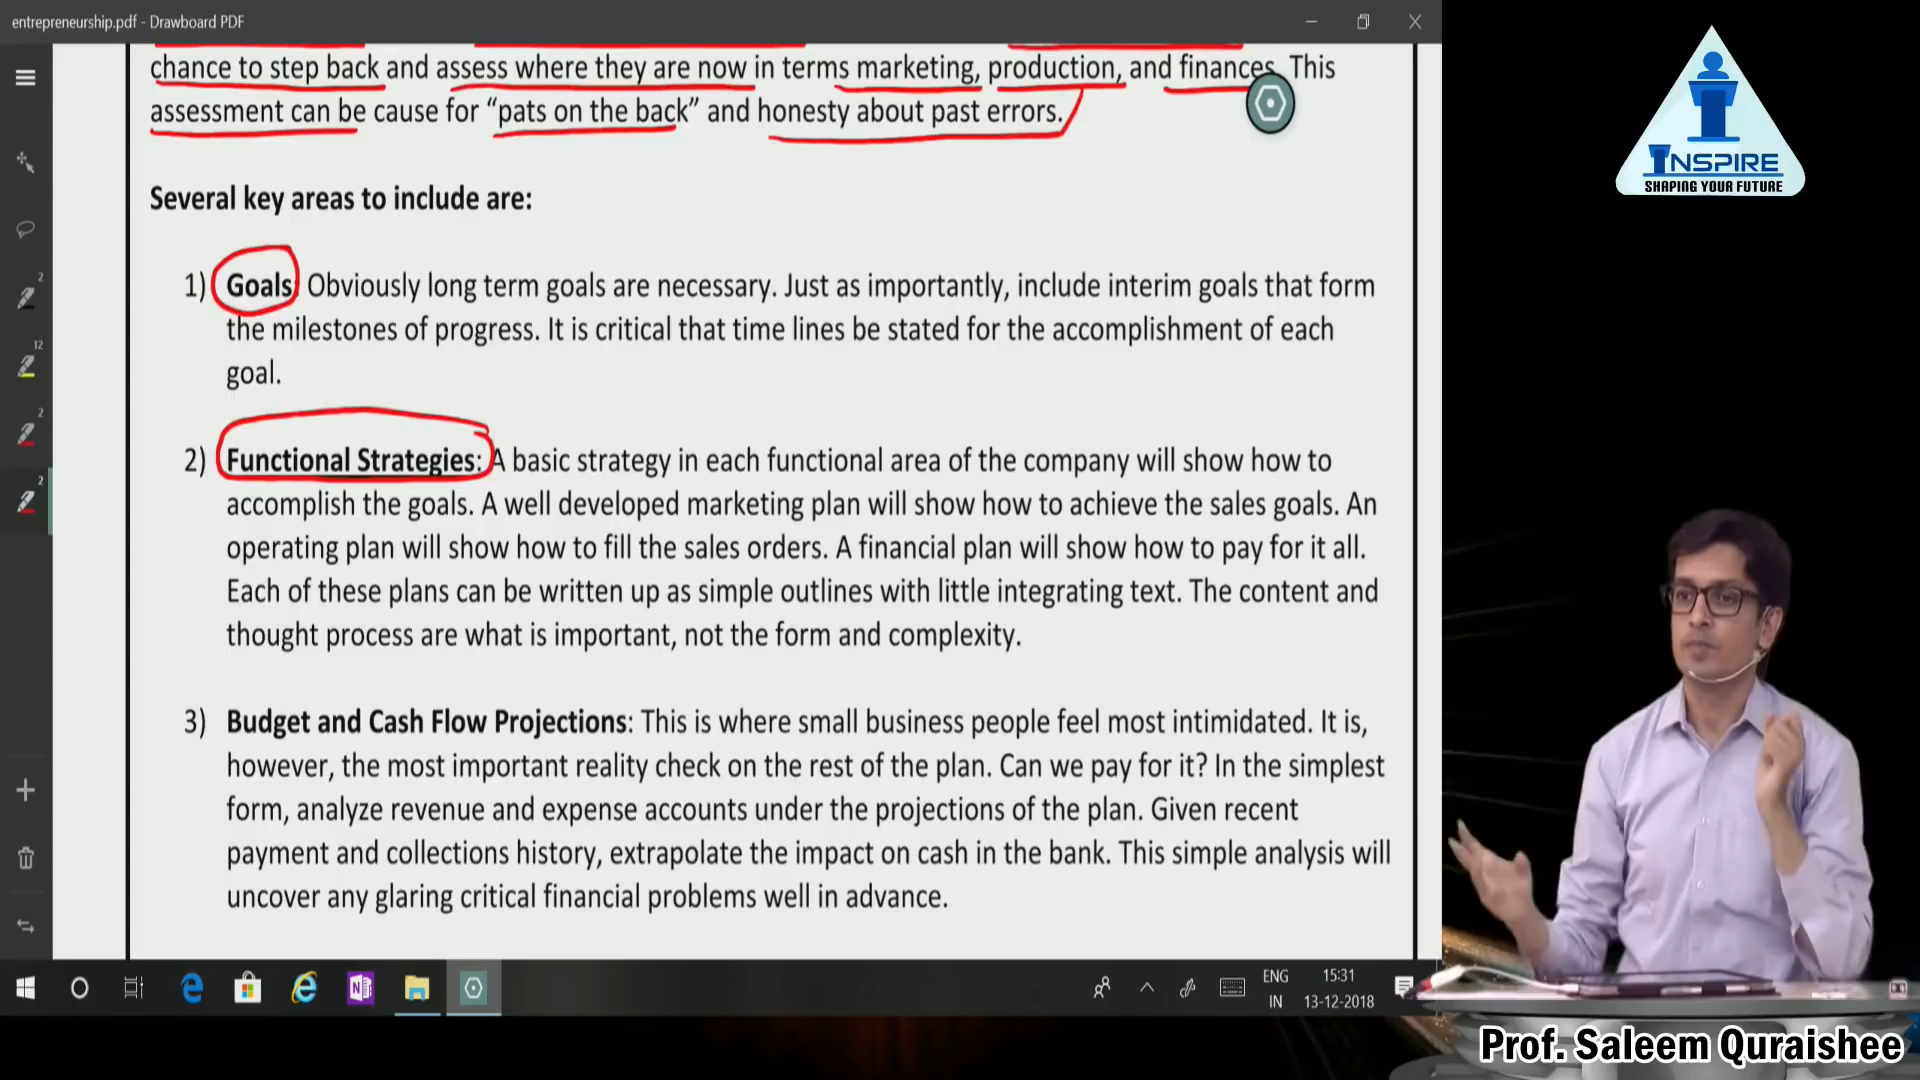 entrepreneurship.pdf - Drawboard PDF
chance to step back and assess where they are now in terms marketing, production, and finances. This
assessment can be cause for “pats on the back” and honesty about past errors.
Several key areas to include are:
1) Goals: Obviously long term goals are necessary. Just as importantly, include interim goals that form
the milestones of progress. It is critical that time lines be stated for the accomplishment of each
goal.
2) Functional Strategies: A basic strategy in each functional area of the company will show how to
accomplish the goals. A well developed marketing plan will show how to achieve the sales goals. An
operating plan will show how to fill the sales orders. A financial plan will show how to pay for it all.
Each of these plans can be written up as simple outlines with little integrating text. The content and
thought process are what is important, not the form and complexity.
3) Budget and Cash Flow Projections: This is where small business people feel most intimidated. It is,
however, the most important reality check on the rest of the plan. Can we pay for it? In the simplest
form, analyze revenue and expense accounts under the projections of the plan. Given recent
payment and collections history, extrapolate the impact on cash in the bank. This simple analysis will
uncover any glaring critical financial problems well in advance.
2
12
2
2
ENG
IN
15:31
13-12-2018
INSPIRE
SHAPING YOUR FUTURE
Prof. Saleem Quraishee